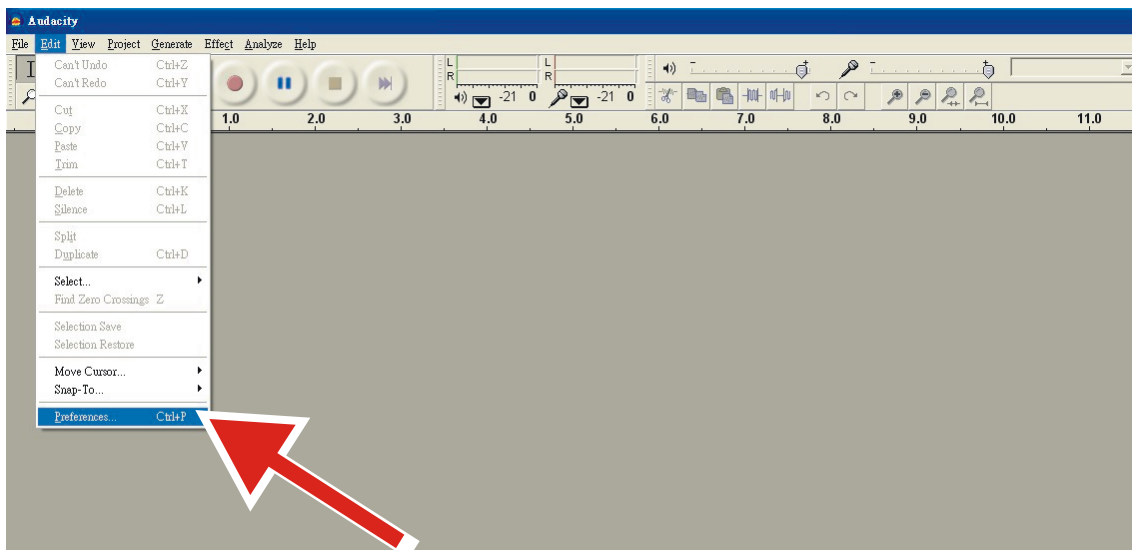 Audacity
File Edit View Project Generate Effect Analyze Help
Can't Undo Ctrl+Z
Can't Redo Ctrl+Y
Cut Ctrl+X
Copy Ctrl+C
Paste Ctrl+V
Trim Ctrl+T
Delete Ctrl+K
Silence Ctrl+L
Split
Duplicate Ctrl+D
Select...
Find Zero Crossings Z
Selection Save
Selection Restore
Move Cursor...
Snap-To...
Preferences... Ctrl+P
L L
R R
-21 0 -21 0
1.0 2.0 3.0 4.0 5.0 6.0 7.0 8.0 9.0 10.0 11.0